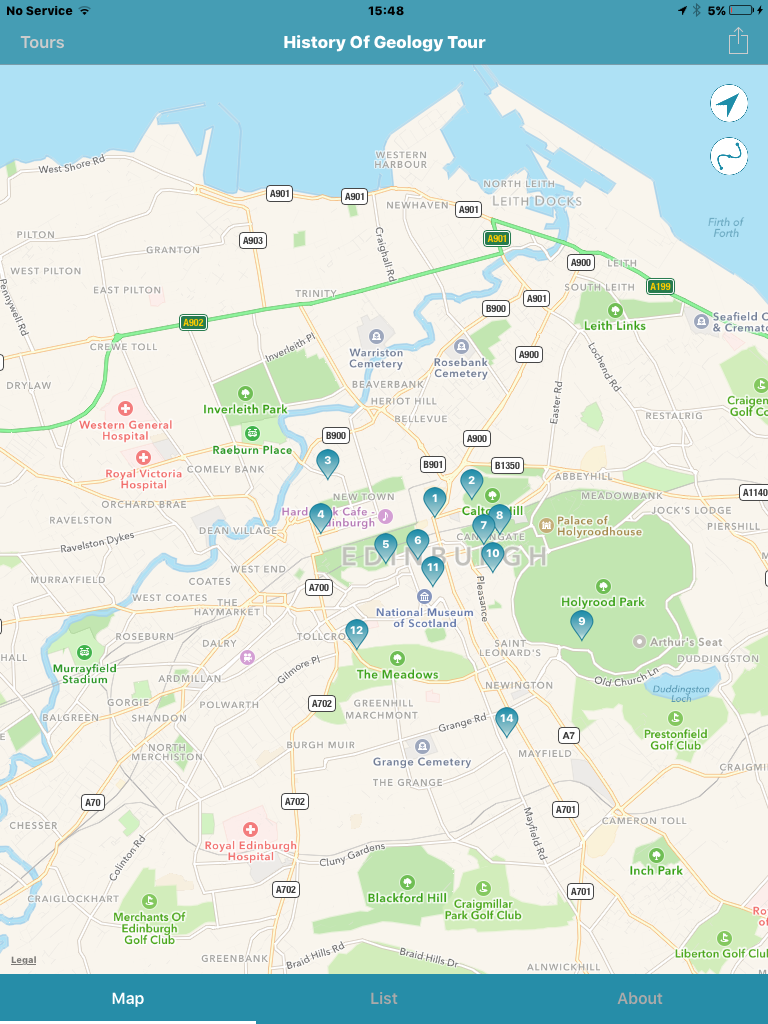 No Service 15:48 5%
Tours History Of Geology Tour
West Shore Rd
WESTERN
HARBOUR
NORTH LEITH
LEITH DOCKS
A901
A901
NEWHAVEN
A901
Firth of
Forth
PILTON
A903
GRANTON
Craighall Rd
A901
A900
LEITH
WEST PILTON
EAST PILTON
Pennywell Rd
TRINITY
SOUTH LEITH
A199
A901
B900
A902
Leith Links
Seafield C
& Cremato
CREWE TOLL
Inverleith Pl
Warriston
Cemetery
Rosebank
Cemetery
A900
Lochend Rd
DRYLAW
BEAVERBANK
Easter Rd
Craigen
Golf Co
HERIOT HILL
Inverleith Park
BELLEVUE
RESTALRIG
Western General
Hospital
B900
A900
Raeburn Place
Royal Victoria
Hospital
COMELY BANK
3
B901
B1350
ABBEYHILL
2
NEW TOWN
1
MEADOWBANK
A1140
ORCHARD BRAE
Hard Rock Cafe -
Edinburgh
4
Calton Hill
8
JOCK'S LODGE
RAVELSTON
DEAN VILLAGE
7
Palace of
Holyroodhouse
PIERSHILL
Ravelston Dykes
5
6
CANONGATE
EDINBURGH
10
WEST END
11
MURRAYFIELD
COATES
A700
Pleasance
Holyrood Park
WEST COATES
THE
HAYMARKET
National Museum
of Scotland
9
ROSEBURN
DALRY
TOLLCROSS
12
SAINT
LEONARD'S
Arthur's Seat
HALL
Murrayfield
Stadium
Gilmore Pl
The Meadows
DUDDINGSTON
ARDMILLAN
Old Church Ln
NEWINGTON
Duddingston
Loch
GORGIE
POLWARTH
A702
GREENHILL
MARCHMONT
BALGREEN
SHANDON
Grange Rd
14
A7
Prestonfield
Golf Club
NORTH
MERCHISTON
BURGH MUIR
Grange Cemetery
MAYFIELD
CRAIGMI
THE GRANGE
A70
A702
A701
CHESSER
CAMERON TOLL
Colinton Rd
Royal Edinburgh
Hospital
Cluny Gardens
Mayfield Rd
Inch Park
CRAIGLOCKHART
A702
Blackford Hill
Craigmillar
Park Golf Club
A701
Merchants Of
Edinburgh
Golf Club
Ro
of
Liberton Golf Club
Legal
GREENBANK
Braid Hills Rd
Braid Hills Dr
ALNWICKHILL
Map List About